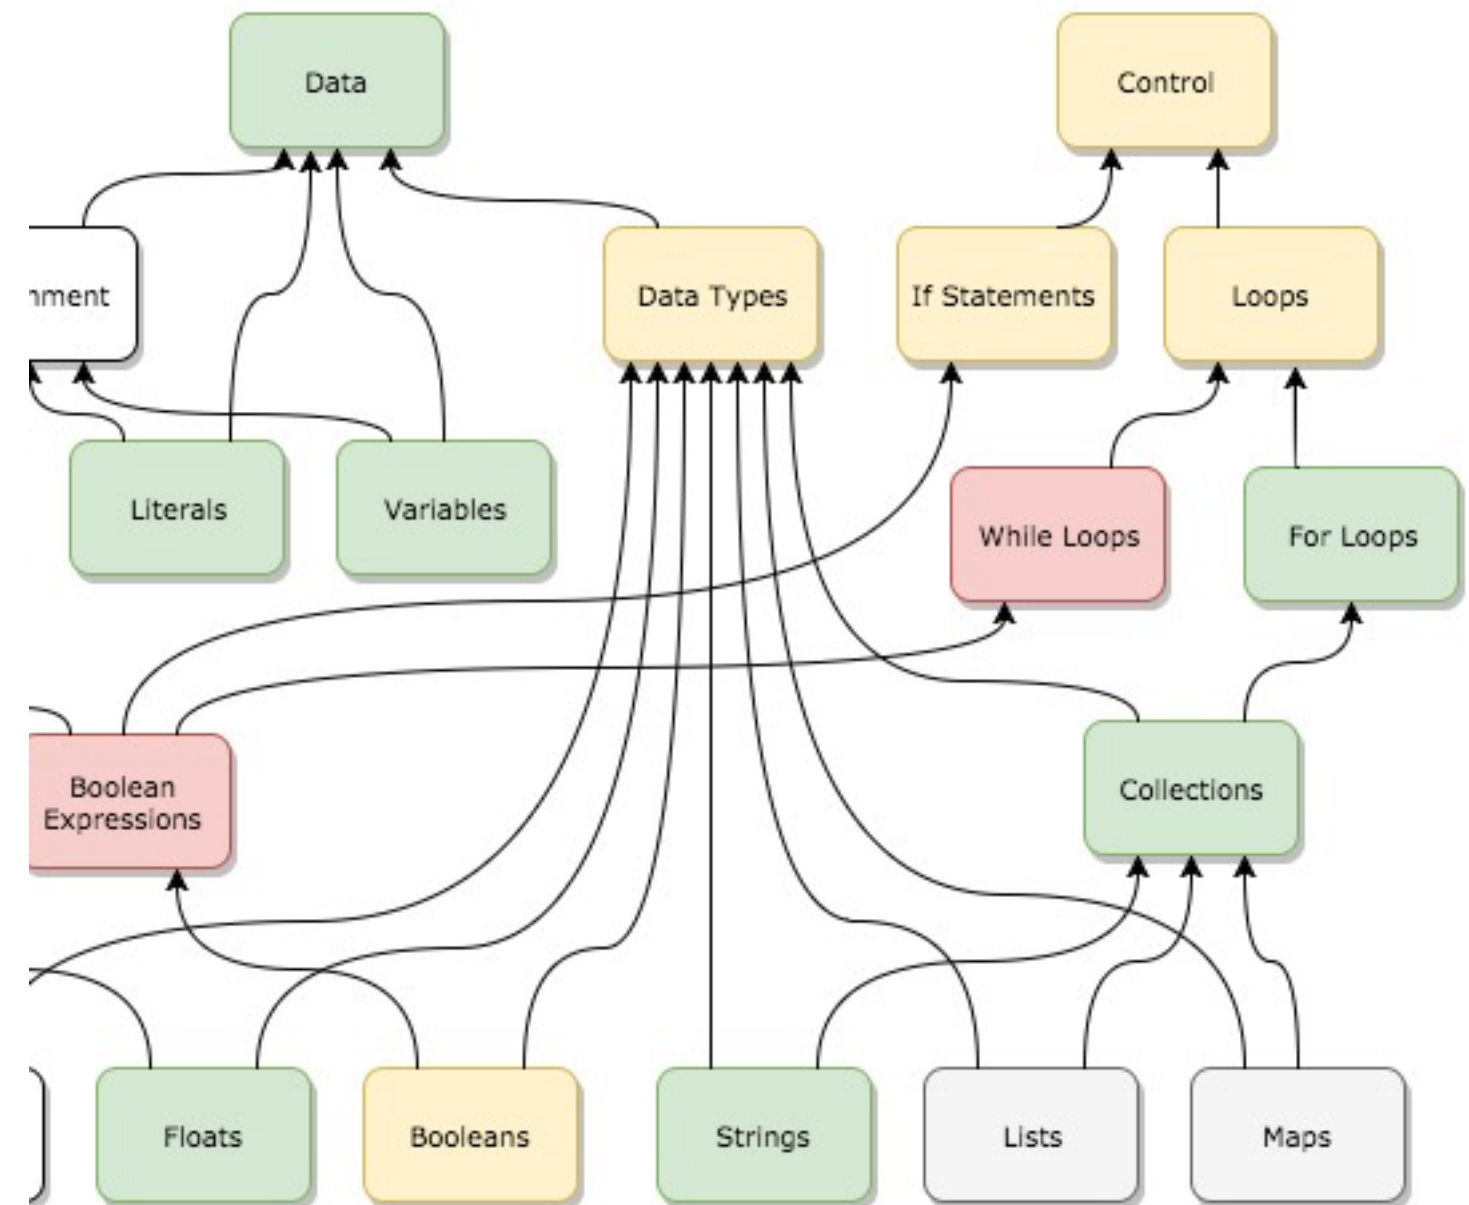 Data
Control
nment
Data Types
If Statements
Loops
Literals
Variables
While Loops
For Loops
Boolean
Expressions
Collections
Floats
Booleans
Strings
Lists
Maps